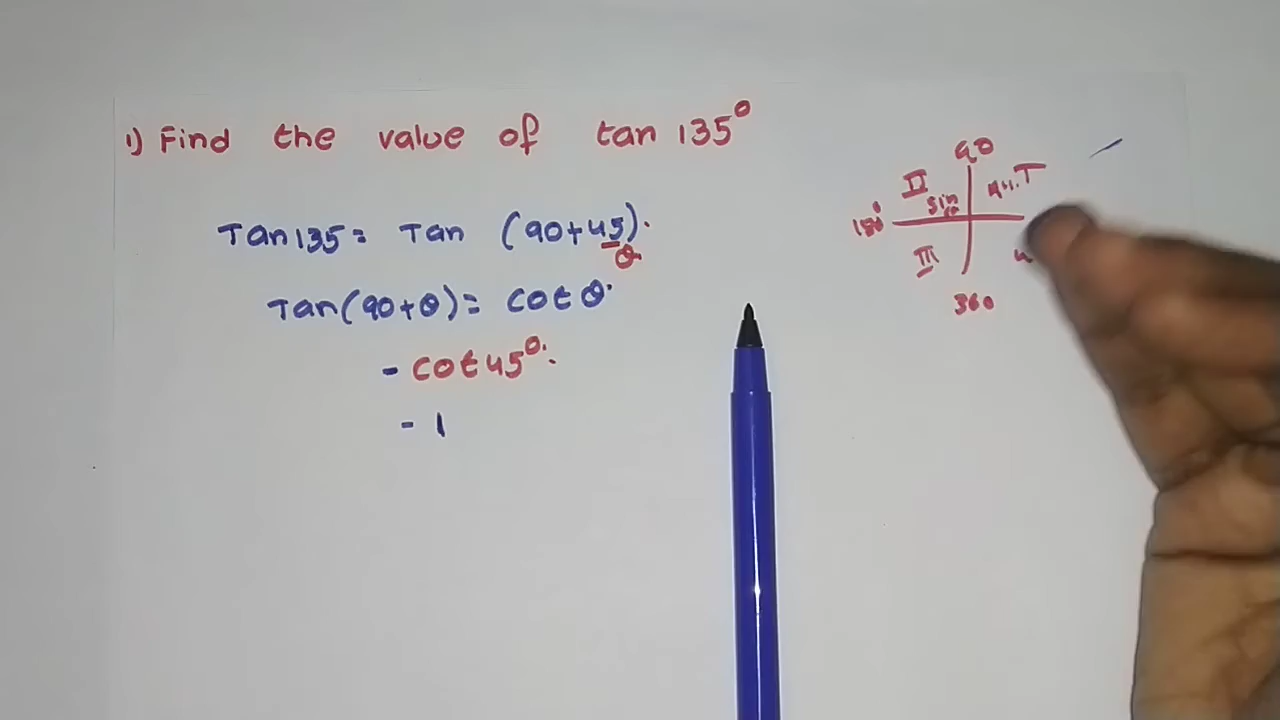 1) Find the value of tan 135°
Tan 135 = Tan (90+45).
θ
Tan(90+θ) = cot θ.
- cot 45°.
- 1
90
II
sin
180°
III
360